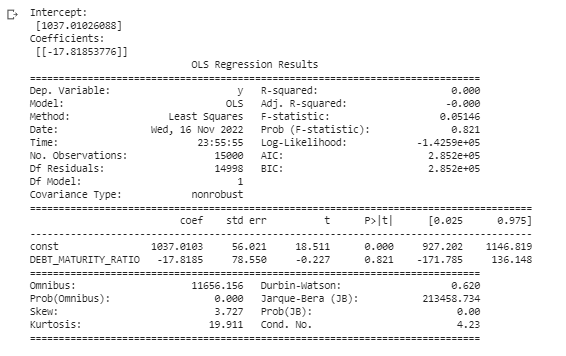 Intercept:
[1037.01026088]
Coefficients:
[[-17.81853776]]
OLS Regression Results
==============================================================================
Dep. Variable: y R-squared: 0.000
Model: OLS Adj. R-squared: -0.000
Method: Least Squares F-statistic: 0.05146
Date: Wed, 16 Nov 2022 Prob (F-statistic): 0.821
Time: 23:55:55 Log-Likelihood: -1.4259e+05
No. Observations: 15000 AIC: 2.852e+05
Df Residuals: 14998 BIC: 2.852e+05
Df Model: 1
Covariance Type: nonrobust
=======================================================================================
coef std err t P>|t| [0.025 0.975]
---------------------------------------------------------------------------------------
const 1037.0103 56.021 18.511 0.000 927.202 1146.819
DEBT_MATURITY_RATIO -17.8185 78.550 -0.227 0.821 -171.785 136.148
==============================================================================
Omnibus: 11656.156 Durbin-Watson: 0.620
Prob(Omnibus): 0.000 Jarque-Bera (JB): 213458.734
Skew: 3.727 Prob(JB): 0.00
Kurtosis: 19.911 Cond. No. 4.23
==============================================================================